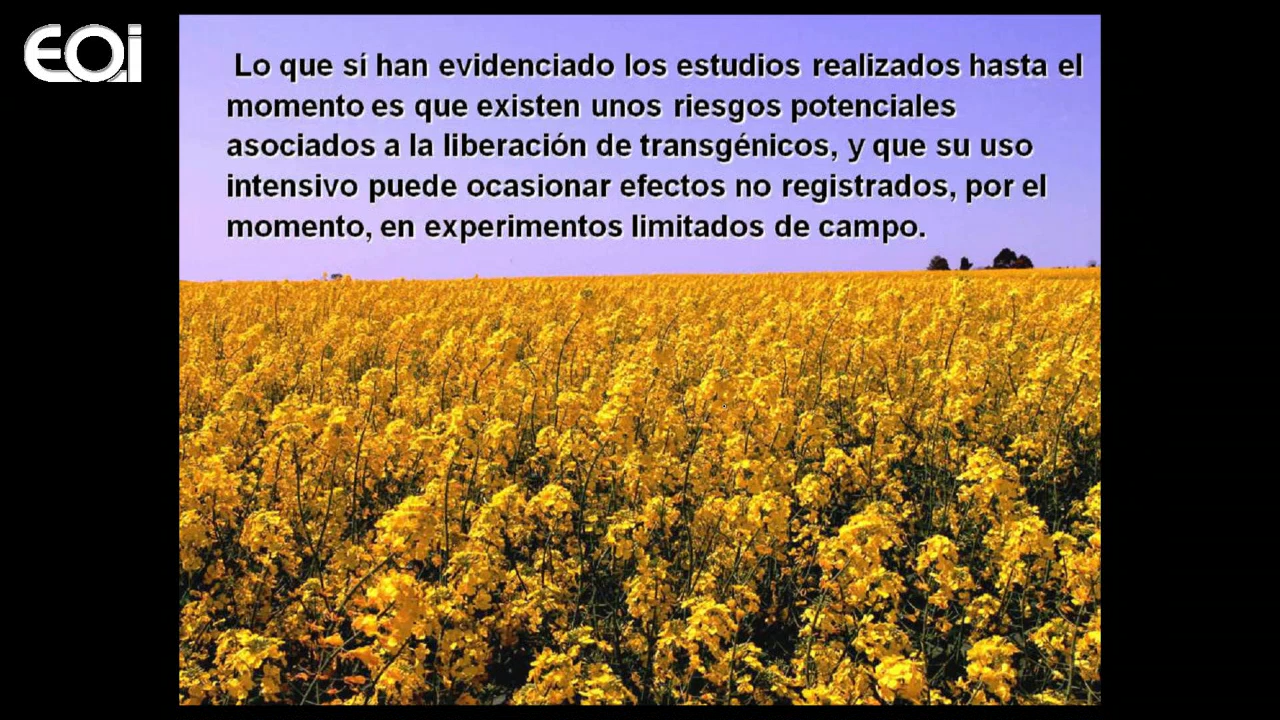 EOi
Lo que sí han evidenciado los estudios realizados hasta el
momento es que existen unos riesgos potenciales
asociados a la liberación de transgénicos, y que su uso
intensivo puede ocasionar efectos no registrados, por el
momento, en experimentos limitados de campo.